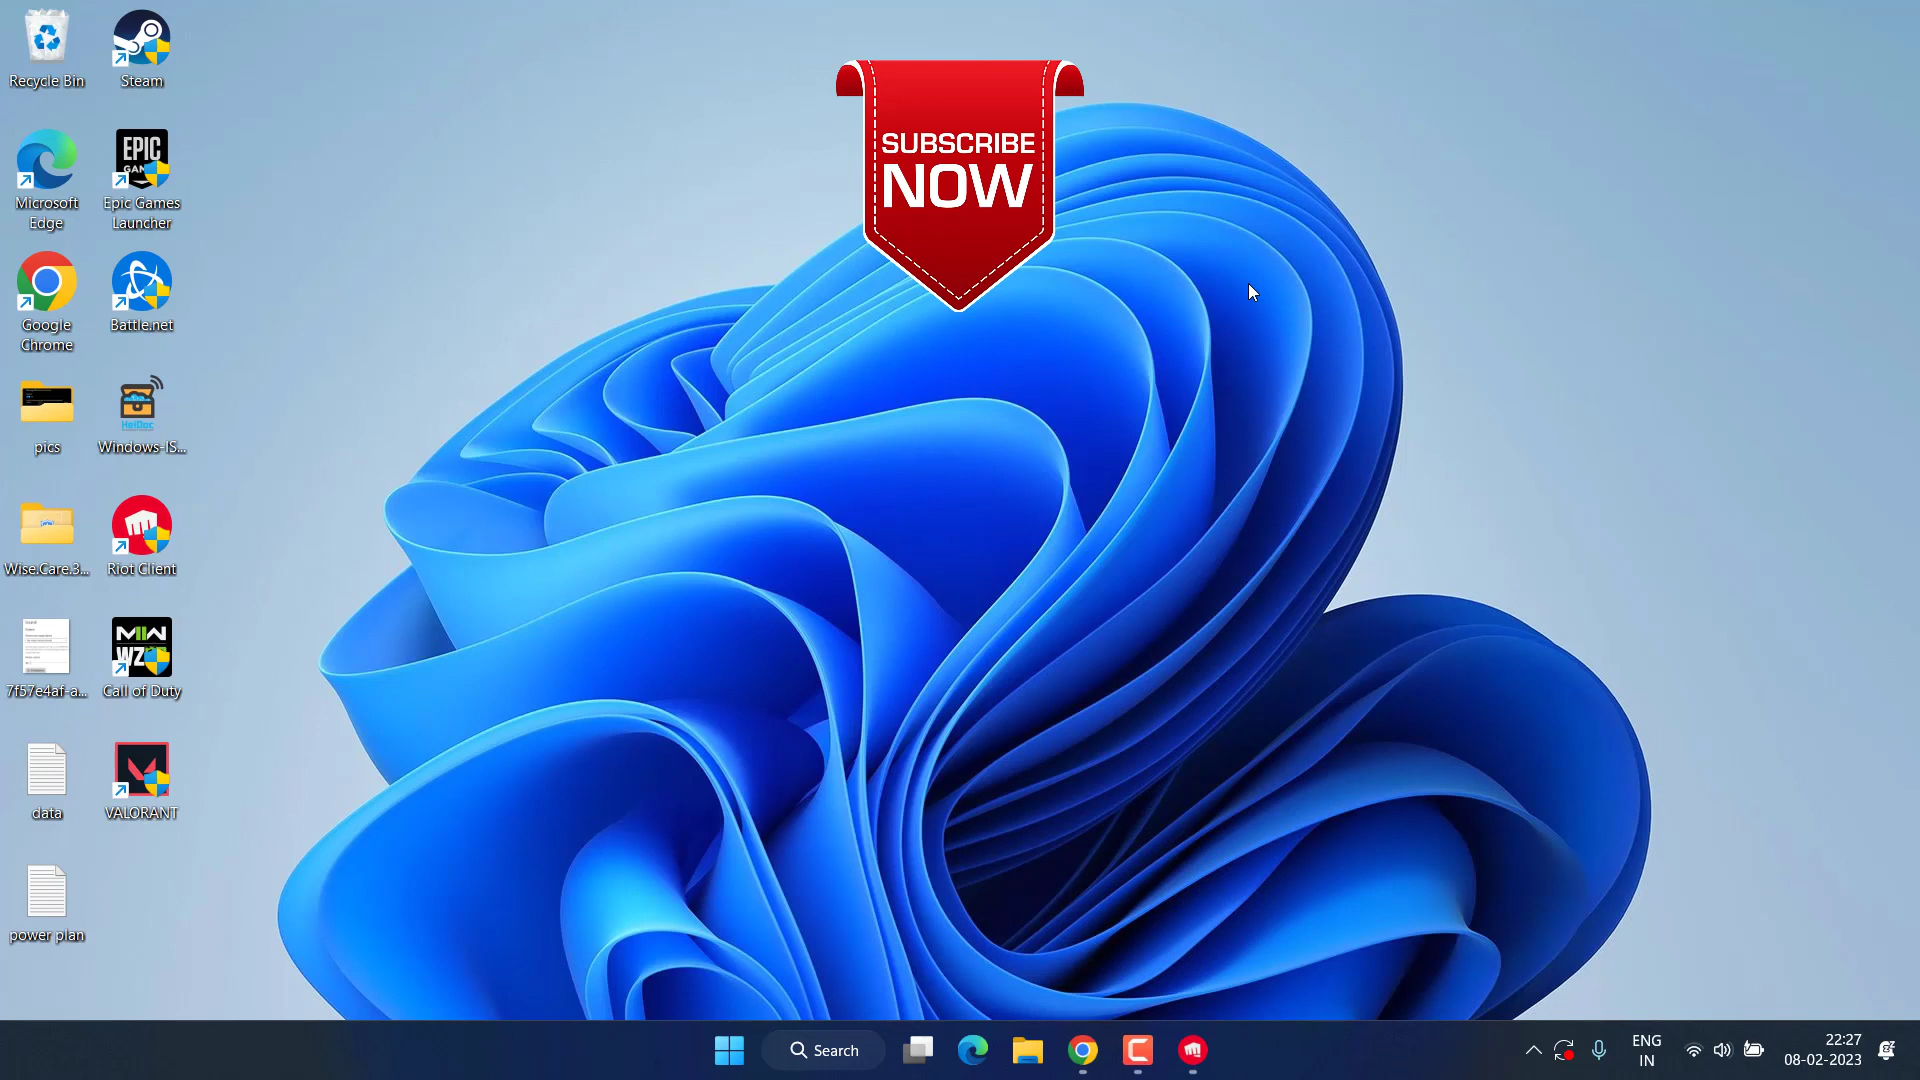 Recycle Bin
Steam
EPIC
GAM
Microsoft
Edge
Epic Games
Launcher
Google
Chrome
Battle.net
pics
HeiDoc
Windows-IS...
Wise.Care.3...
Riot Client
7f57e4af-a...
MW
WZ
Call of Duty
data
VALORANT
power plan
SUBSCRIBE
NOW
Search
ENG
IN
22:27
08-02-2023